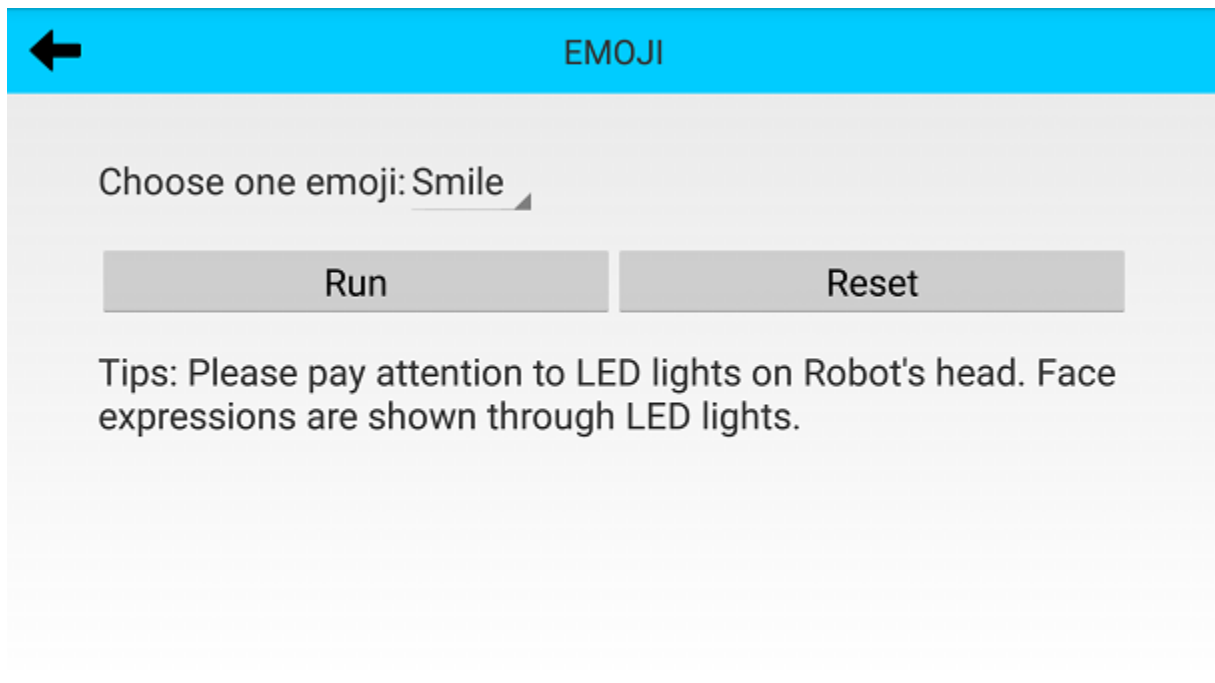 EMOJI
Choose one emoji: Smile
Run Reset
Tips: Please pay attention to LED lights on Robot's head. Face
expressions are shown through LED lights.